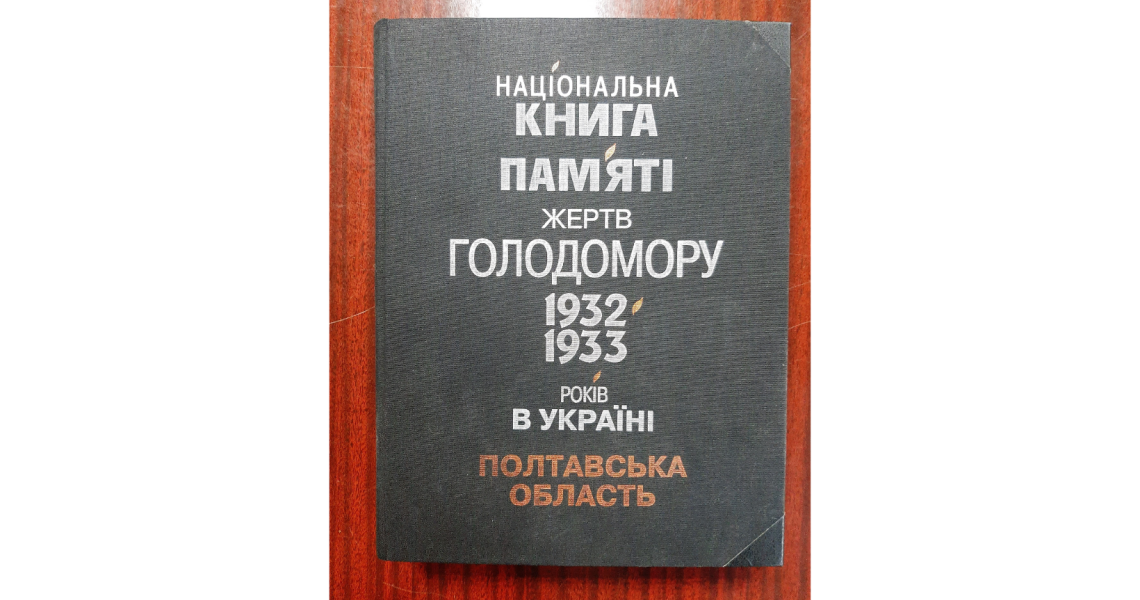 НАЦІОНАЛЬНА
КНИГА
ПАМ'ЯТІ
ЖЕРТВ
ГОЛОДОМОРУ
1932
1933
РОКІВ
В УКРАЇНІ
ПОЛТАВСЬКА
ОБЛАСТЬ